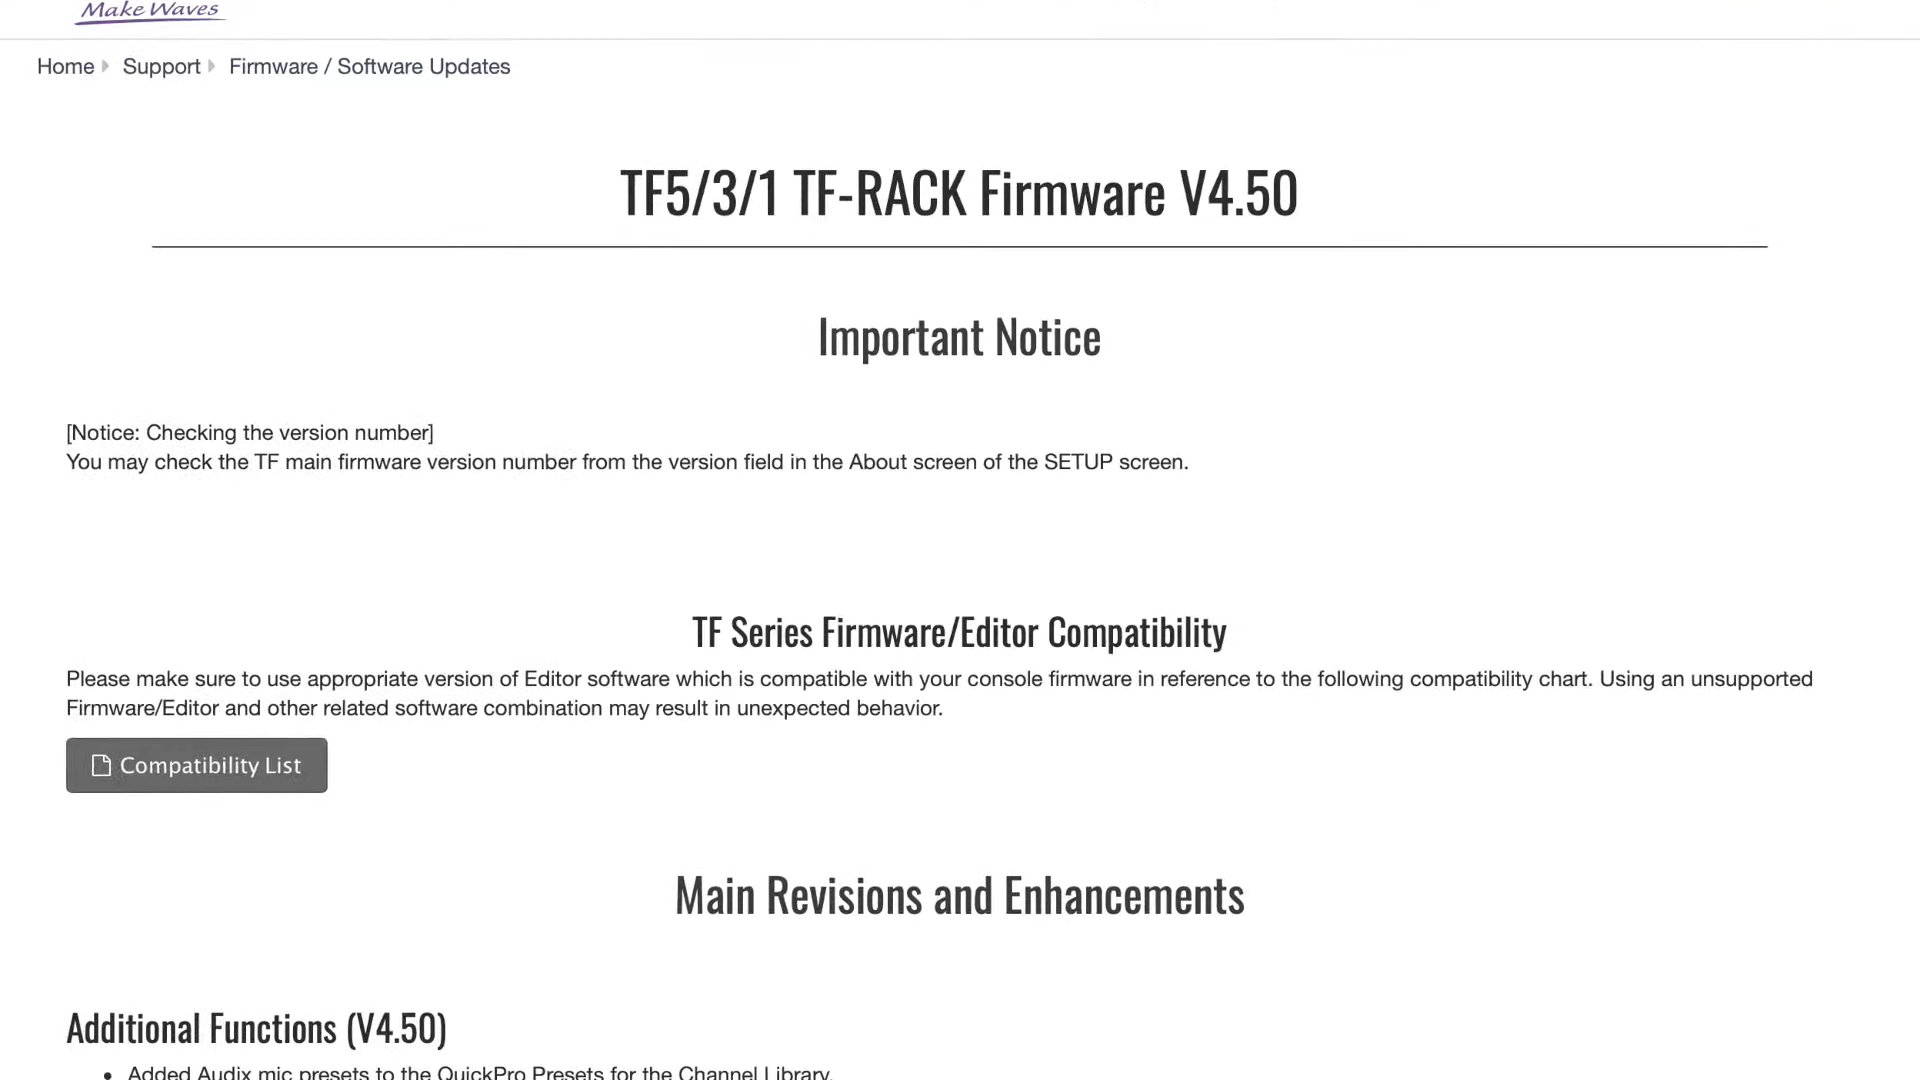 Make Waves
Home Support Firmware / Software Updates
TF5/3/1 TF-RACK Firmware V4.50
Important Notice
[Notice: Checking the version number]
You may check the TF main firmware version number from the version field in the About screen of the SETUP screen.
TF Series Firmware/Editor Compatibility
Please make sure to use appropriate version of Editor software which is compatible with your console firmware in reference to the following compatibility chart. Using an unsupported
Firmware/Editor and other related software combination may result in unexpected behavior.
Compatibility List
Main Revisions and Enhancements
Additional Functions (V4.50)
• Added Audix mic presets to the QuickPro Presets for the Channel Library.